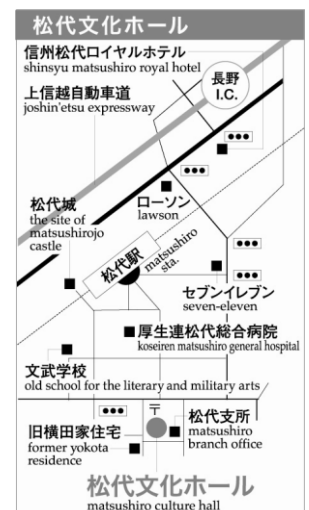 松代文化ホール
信州松代ロイヤルホテル
shinsyu matsushiro royal hotel
長野
I.C.
上信越自動車道
joshin'etsu expressway
ローソン
lawson
松代城
the site of
matsushirojo
castle
松代駅
matsushiro
sta.
セブンイレブン
seven-eleven
厚生連松代総合病院
koseiren matsushiro general hospital
文武学校
old school for the literary and military arts
〒
松代支所
matsushiro
branch office
旧横田家住宅
former yokota
residence
松代文化ホール
matsushiro culture hall